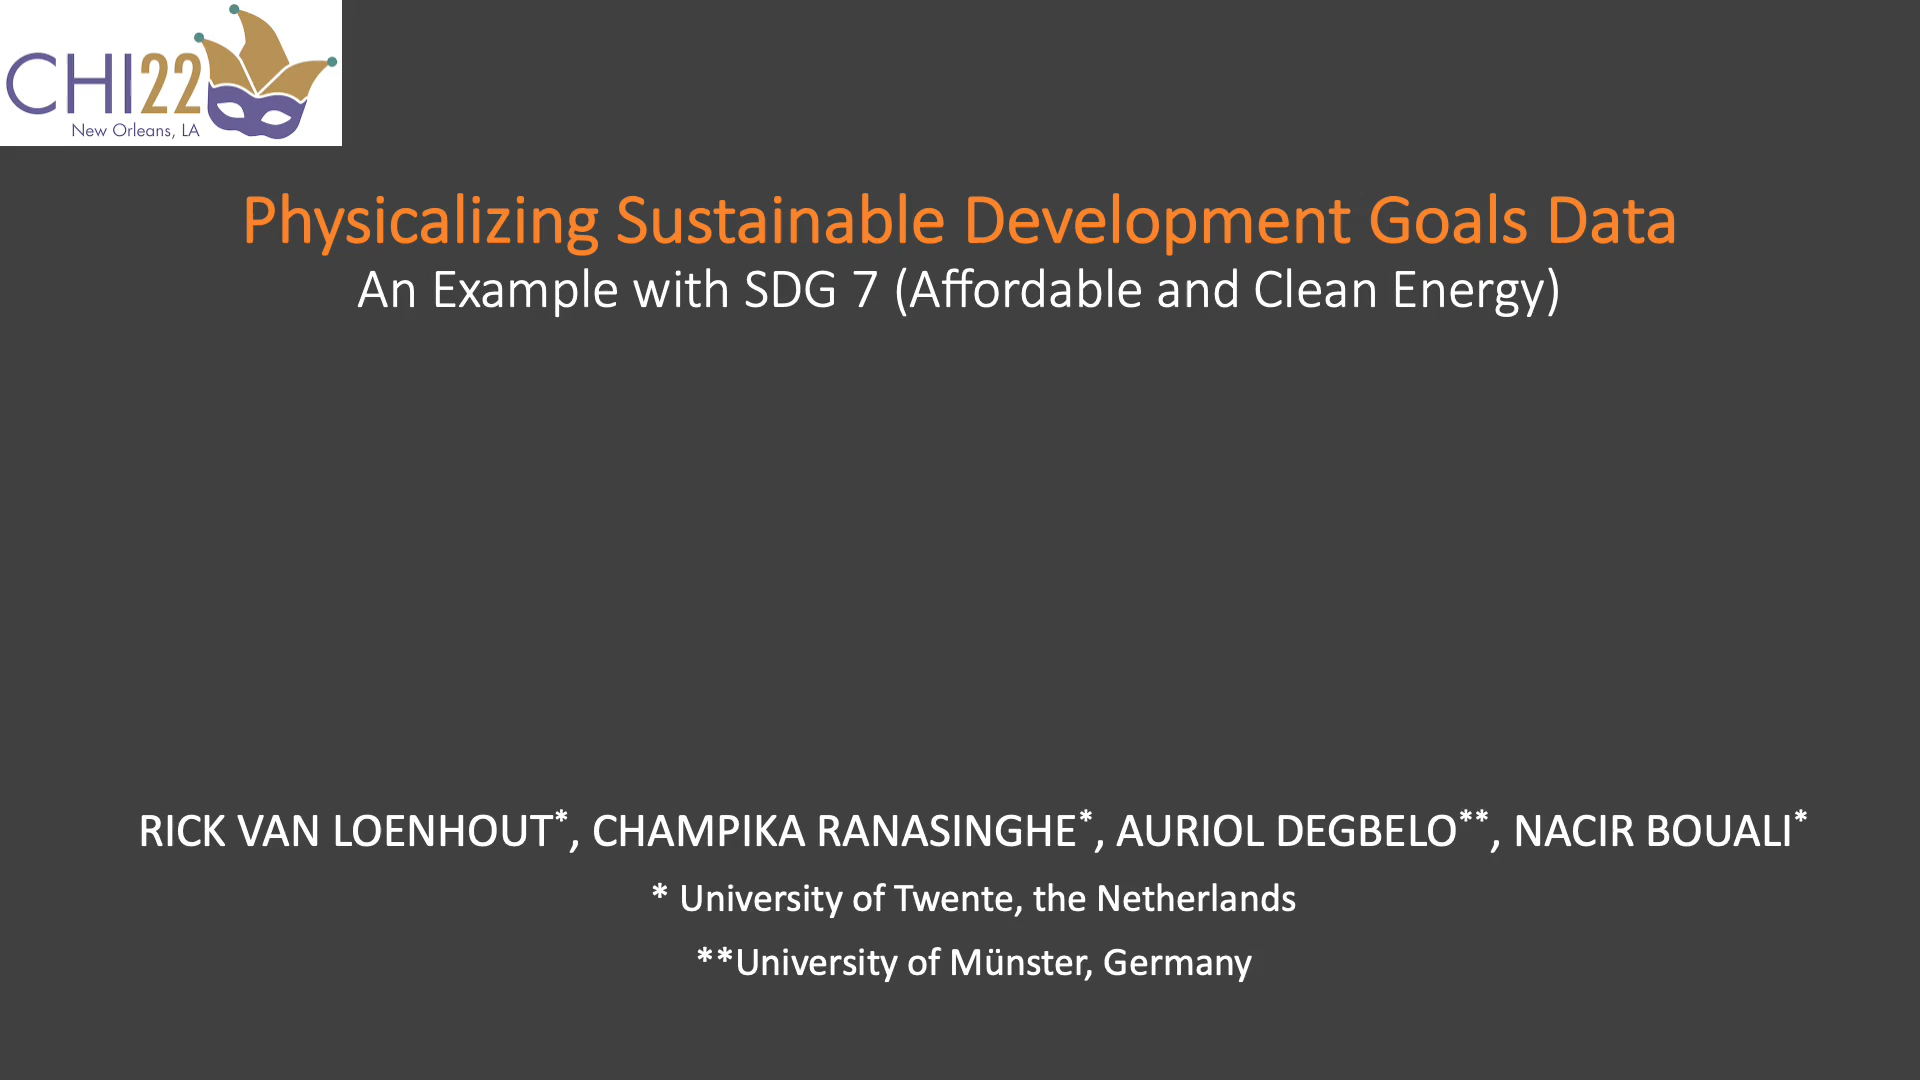 CHI22
New Orleans, LA
Physicalizing Sustainable Development Goals Data
An Example with SDG 7 (Affordable and Clean Energy)
RICK VAN LOENHOUT*, CHAMPIKA RANASINGHE*, AURIOL DEGBELO**, NACIR BOUALI*
* University of Twente, the Netherlands
**University of Münster, Germany